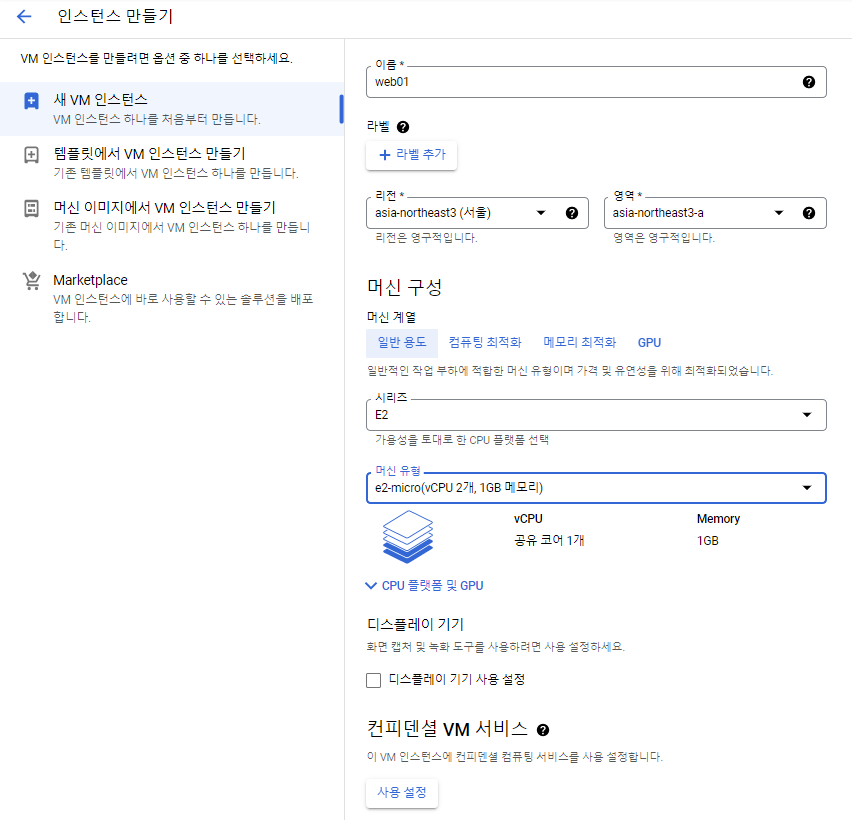 인스턴스 만들기
VM 인스턴스를 만들려면 옵션 중 하나를 선택하세요.
새 VM 인스턴스
VM 인스턴스 하나를 처음부터 만듭니다.
템플릿에서 VM 인스턴스 만들기
기존 템플릿에서 VM 인스턴스 하나를 만듭니다.
머신 이미지에서 VM 인스턴스 만들기
기존 머신 이미지에서 VM 인스턴스 하나를 만듭니
다.
Marketplace
VM 인스턴스에 바로 사용할 수 있는 솔루션을 배포
합니다.
이름 *
web01
라벨
+ 라벨 추가
리전 *
asia-northeast3 (서울)
리전은 영구적입니다.
영역 *
asia-northeast3-a
영역은 영구적입니다.
머신 구성
머신 계열
일반 용도 컴퓨팅 최적화 메모리 최적화 GPU
일반적인 작업 부하에 적합한 머신 유형이며 가격 및 유연성을 위해 최적화되었습니다.
시리즈
E2
가용성을 토대로 한 CPU 플랫폼 선택
머신 유형
e2-micro(vCPU 2개, 1GB 메모리)
vCPU
공유 코어 1개
Memory
1GB
CPU 플랫폼 및 GPU
디스플레이 기기
화면 캡처 및 녹화 도구를 사용하려면 사용 설정하세요.
디스플레이 기기 사용 설정
컨피덴셜 VM 서비스
이 VM 인스턴스에 컨피덴셜 컴퓨팅 서비스를 사용 설정합니다.
사용 설정